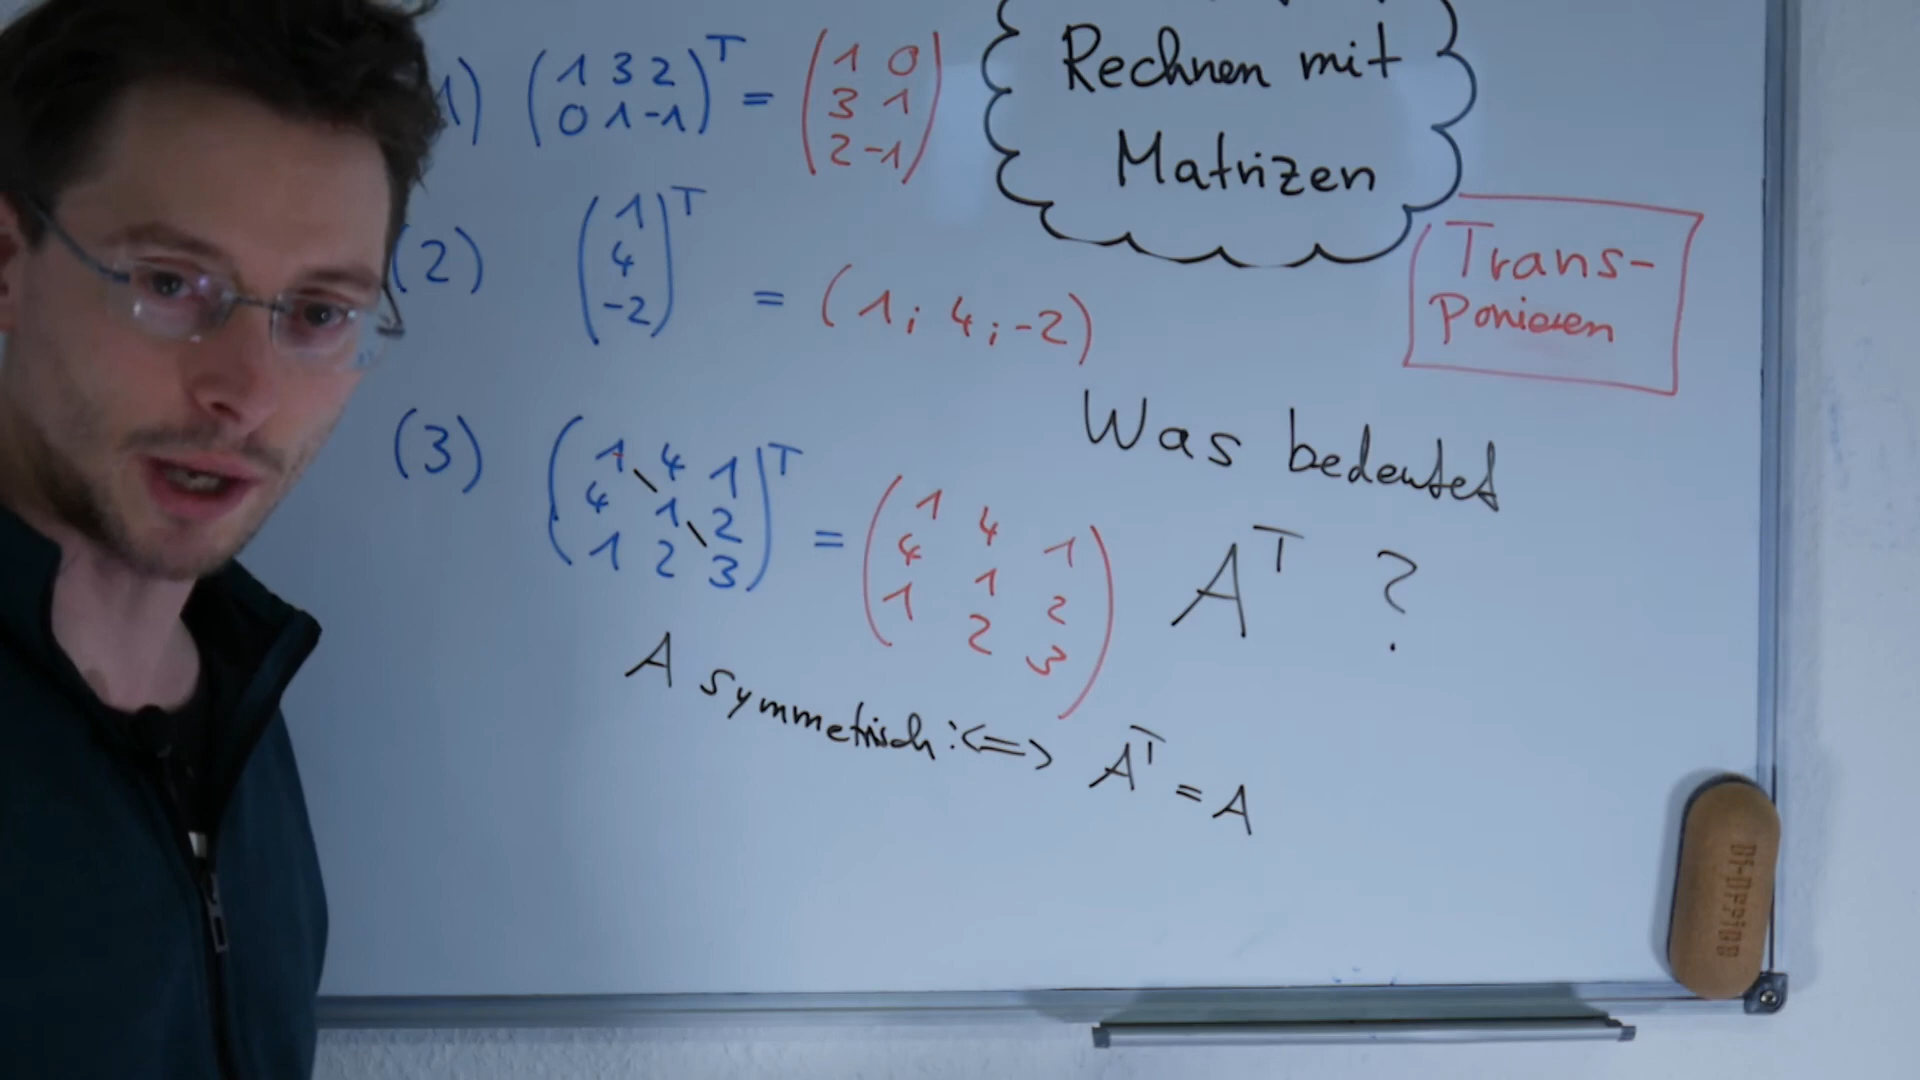 1) (1 3 2 / 0 1 -1)^T = (1 0 / 3 1 / 2 -1)
Rechnen mit
Matrizen
Trans-
Ponieren
(2) (1 / 4 / -2)^T = (1; 4; -2)
Was bedeutet
A^T ?
(3) (1 4 1 / 4 1 2 / 1 2 3)^T = (1 4 1 / 4 1 2 / 1 2 3)
A symmetrisch :<=> A^T = A